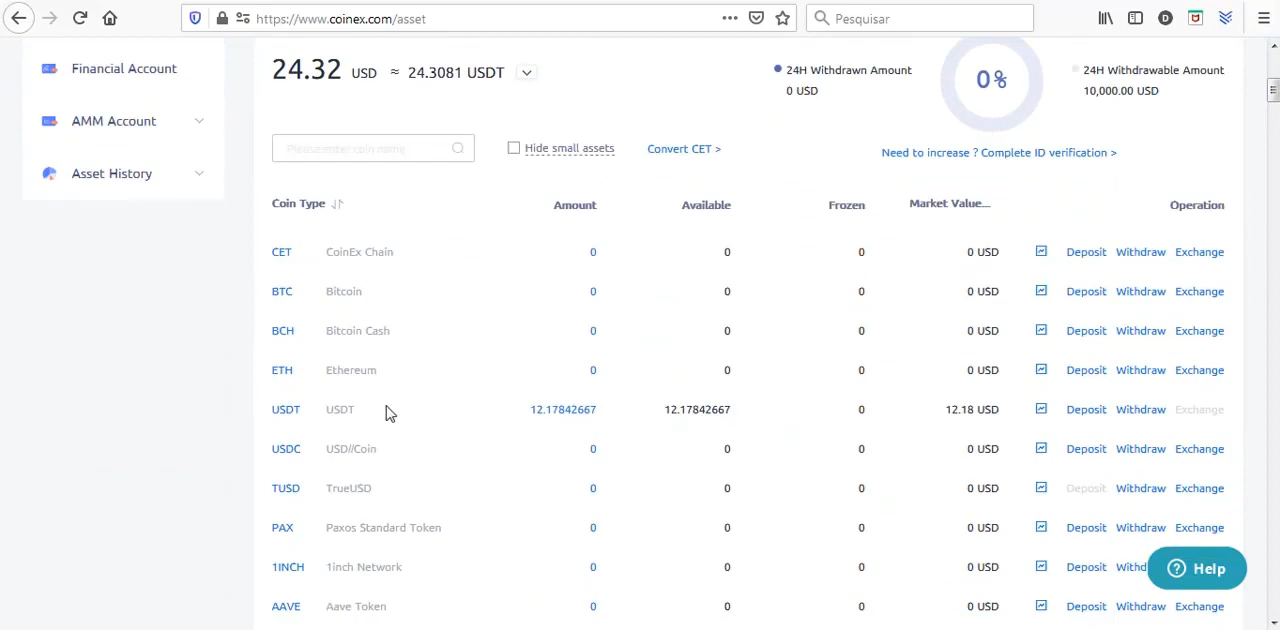 https://www.coinex.com/asset
Pesquisar
Financial Account
AMM Account
Asset History
24.32 USD ≈ 24.3081 USDT
24H Withdrawn Amount
0 USD
0%
24H Withdrawable Amount
10,000.00 USD
Please enter coin name
Hide small assets
Convert CET >
Need to increase ? Complete ID verification >
Coin Type Amount Available Frozen Market Value... Operation
CET CoinEx Chain 0 0 0 0 USD Deposit Withdraw Exchange
BTC Bitcoin 0 0 0 0 USD Deposit Withdraw Exchange
BCH Bitcoin Cash 0 0 0 0 USD Deposit Withdraw Exchange
ETH Ethereum 0 0 0 0 USD Deposit Withdraw Exchange
USDT USDT 12.17842667 12.17842667 0 12.18 USD Deposit Withdraw Exchange
USDC USD//Coin 0 0 0 0 USD Deposit Withdraw Exchange
TUSD TrueUSD 0 0 0 0 USD Deposit Withdraw Exchange
PAX Paxos Standard Token 0 0 0 0 USD Deposit Withdraw Exchange
1INCH 1inch Network 0 0 0 0 USD Deposit Withd
Help
AAVE Aave Token 0 0 0 0 USD Deposit Withdraw Exchange